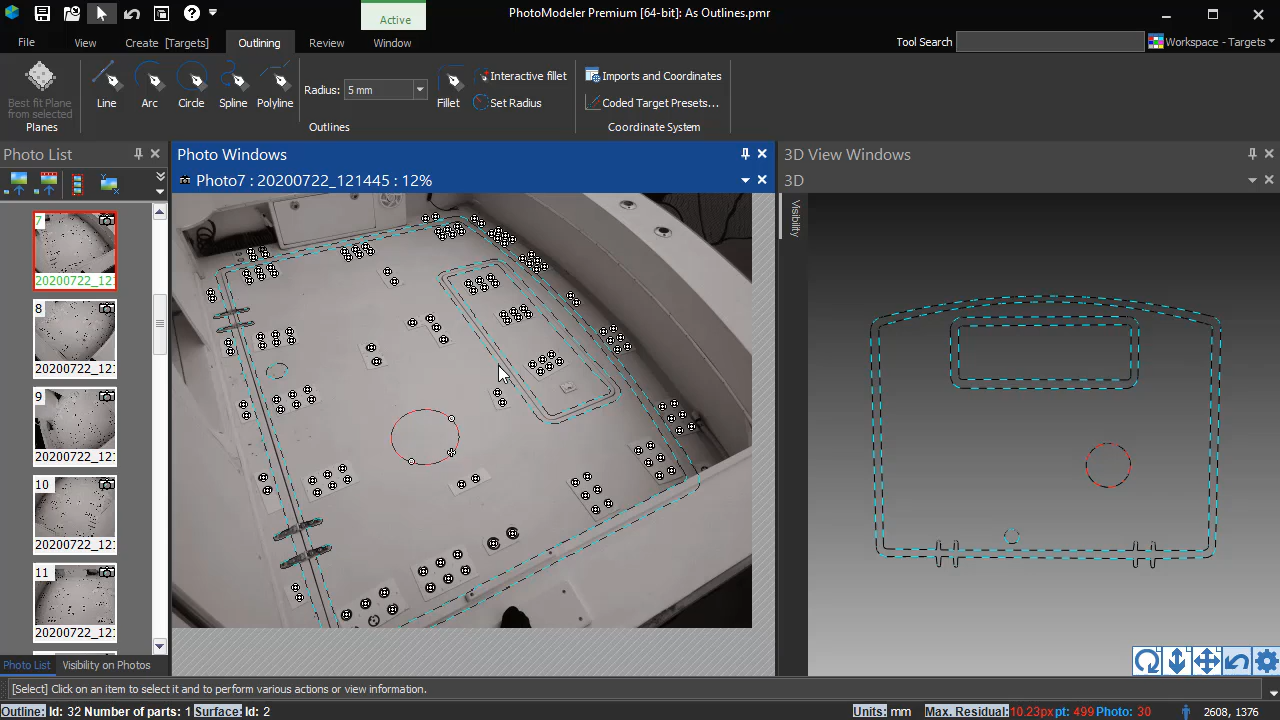 PhotoModeler Premium [64-bit]: As Outlines.pmr
Active
File View Create [Targets] Outlining Review Window Tool Search Workspace - Targets
Best fit Plane
from selected
Planes
Line Arc Circle Spline Polyline
Radius: 5 mm
Fillet
Interactive fillet
Set Radius
Outlines
Imports and Coordinates
Coded Target Presets...
Coordinate System
Photo List
Photo Windows
3D View Windows
Photo7 : 20200722_121445 : 12%
3D
Visibility
7
20200722_121
8
20200722_121
9
20200722_121
10
20200722_121
11
20200722_121
Photo List Visibility on Photos
[Select] Click on an item to select it and to perform various actions or view information.
Outline: Id: 32 Number of parts: 1 Surface: Id: 2 Units: mm Max. Residual: 10.23px pt: 499 Photo: 30 2608, 1376